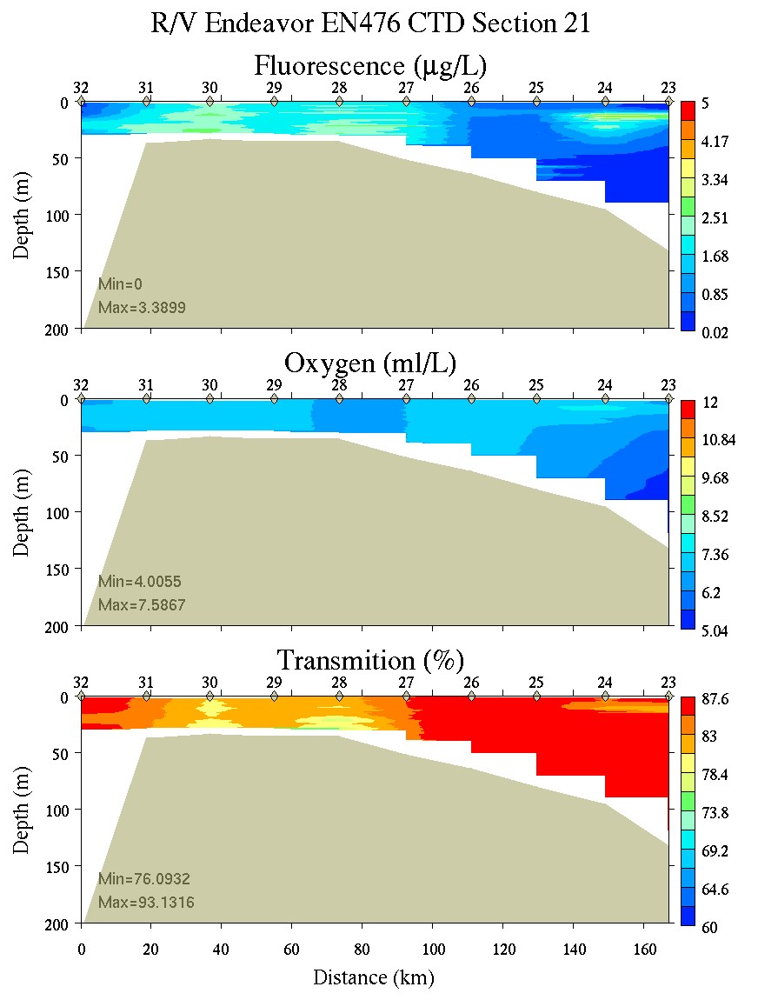 R/V Endeavor EN476 CTD Section 21
Fluorescence (μg/L)
32 31 30 29 28 27 26 25 24 23
0
50
100
150
200
Depth (m)
Min=0
Max=3.3899
5
4.17
3.34
2.51
1.68
0.85
0.02
Oxygen (ml/L)
32 31 30 29 28 27 26 25 24 23
0
50
100
150
200
Depth (m)
Min=4.0055
Max=7.5867
12
10.84
9.68
8.52
7.36
6.2
5.04
Transmition (%)
32 31 30 29 28 27 26 25 24 23
0
50
100
150
200
Depth (m)
Min=76.0932
Max=93.1316
87.6
83
78.4
73.8
69.2
64.6
60
0 20 40 60 80 100 120 140 160
Distance (km)